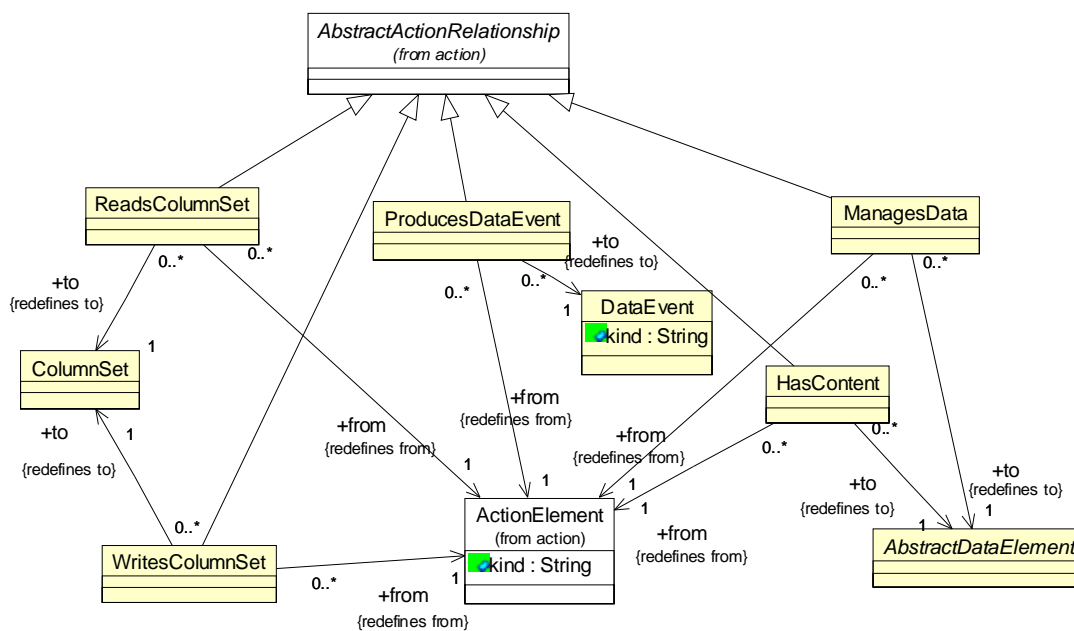 AbstractActionRelationship
(from action)
ReadsColumnSet
ProducesDataEvent
ManagesData
0..*
0..*
+to
{redefines to}
0..*
0..*
0..*
0..*
+to
{redefines to}
1
DataEvent
kind : String
1
ColumnSet
HasContent
+to
1
{redefines to}
+from
{redefines from}
+from
{redefines from}
+from
{redefines from}
0..*
0..*
+to
{redefines to}
+to
{redefines to}
1
1
1
1
ActionElement
(from action)
kind : String
+from
{redefines from}
1
1
AbstractDataElement
0..*
WritesColumnSet
0..*
1
+from
{redefines from}